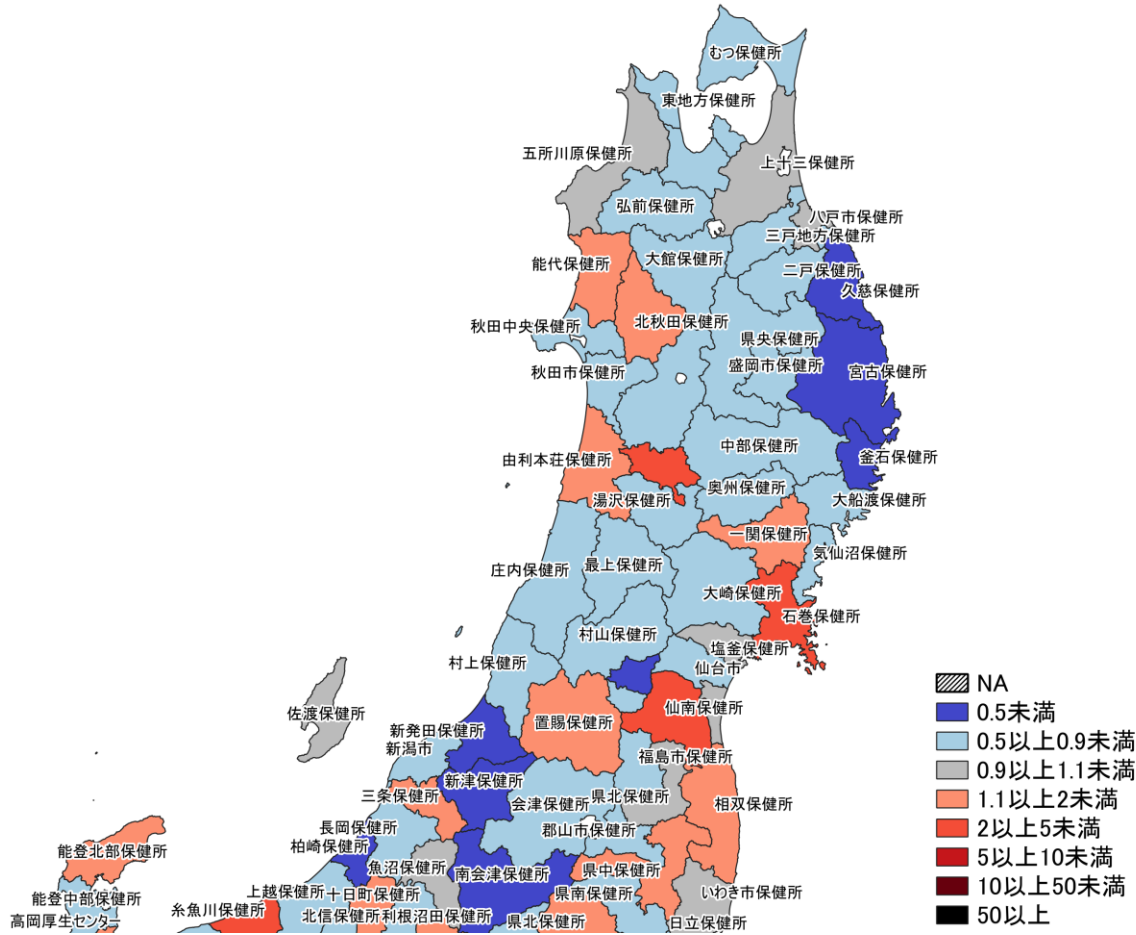 むつ保健所
東地方保健所
五所川原保健所
上十三保健所
弘前保健所
八戸市保健所
三戸地方保健所
大館保健所
能代保健所
二戸保健所
久慈保健所
北秋田保健所
秋田中央保健所
県央保健所
盛岡市保健所
秋田市保健所
宮古保健所
中部保健所
由利本荘保健所
釜石保健所
奥州保健所
湯沢保健所
大船渡保健所
一関保健所
気仙沼保健所
最上保健所
庄内保健所
大崎保健所
石巻保健所
村山保健所
塩釜保健所
村上保健所
仙台市
仙南保健所
佐渡保健所
置賜保健所
新発田保健所
新潟市
福島市保健所
新津保健所
三条保健所
会津保健所
県北保健所
相双保健所
長岡保健所
郡山市保健所
柏崎保健所
能登北部保健所
魚沼保健所
南会津保健所
県中保健所
上越保健所
十日町保健所
県南保健所
いわき市保健所
能登中部保健所
糸魚川保健所
北信保健所
利根沼田保健所
県北保健所
日立保健所
高岡厚生センター
NA
0.5未満
0.5以上0.9未満
0.9以上1.1未満
1.1以上2未満
2以上5未満
5以上10未満
10以上50未満
50以上